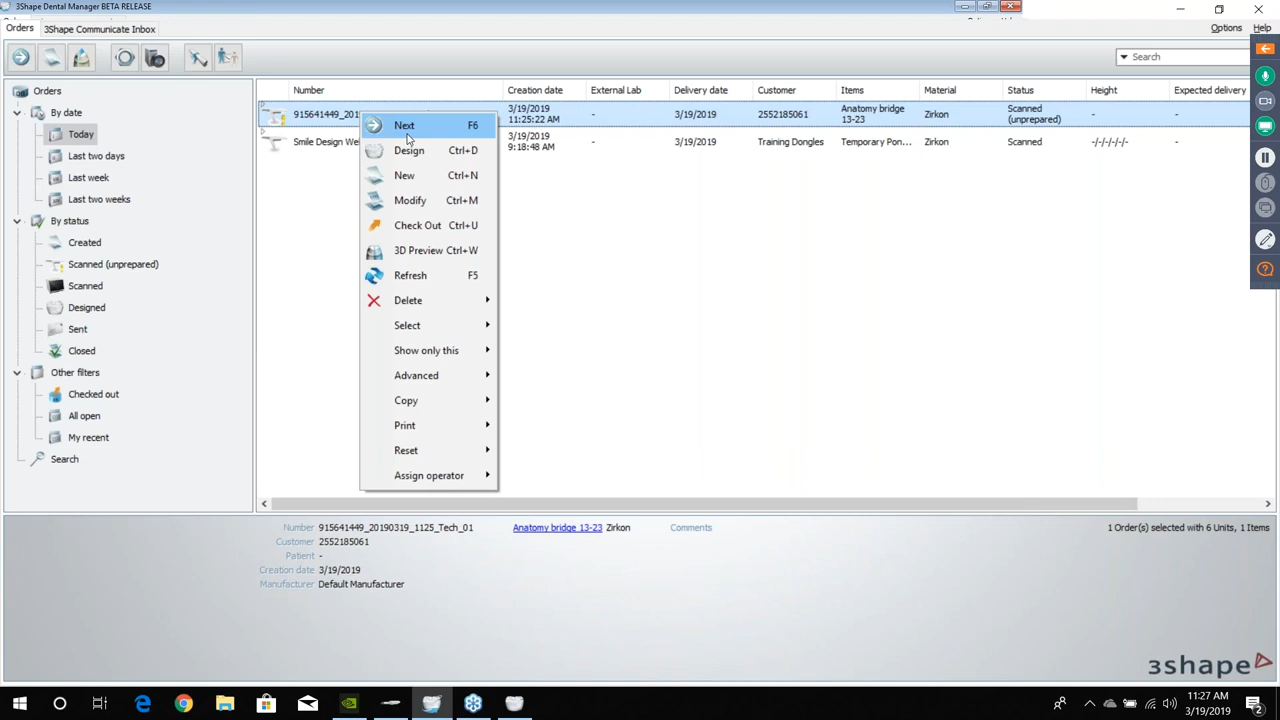 3Shape Dental Manager BETA RELEASE
Orders 3Shape Communicate Inbox
Options Help
Search
Orders
By date
Today
Last two days
Last week
Last two weeks
By status
Created
Scanned (unprepared)
Scanned
Designed
Sent
Closed
Other filters
Checked out
All open
My recent
Search
Number Creation date External Lab Delivery date Customer Items Material Status Height Expected delivery
915641449_201 3/19/2019 11:25:22 AM - 3/19/2019 2552185061 Anatomy bridge 13-23 Zirkon Scanned (unprepared) -
Smile Design We 3/19/2019 9:18:48 AM - 3/19/2019 Training Dongles Temporary Pon... Zirkon Scanned -/-/-/-/-/- -
Next F6
Design Ctrl+D
New Ctrl+N
Modify Ctrl+M
Check Out Ctrl+U
3D Preview Ctrl+W
Refresh F5
Delete
Select
Show only this
Advanced
Copy
Print
Reset
Assign operator
Number 915641449_20190319_1125_Tech_01 Anatomy bridge 13-23 Zirkon Comments 1 Order(s) selected with 6 Units, 1 Items
Customer 2552185061
Patient -
Creation date 3/19/2019
Manufacturer Default Manufacturer
3shape
11:27 AM
3/19/2019
2